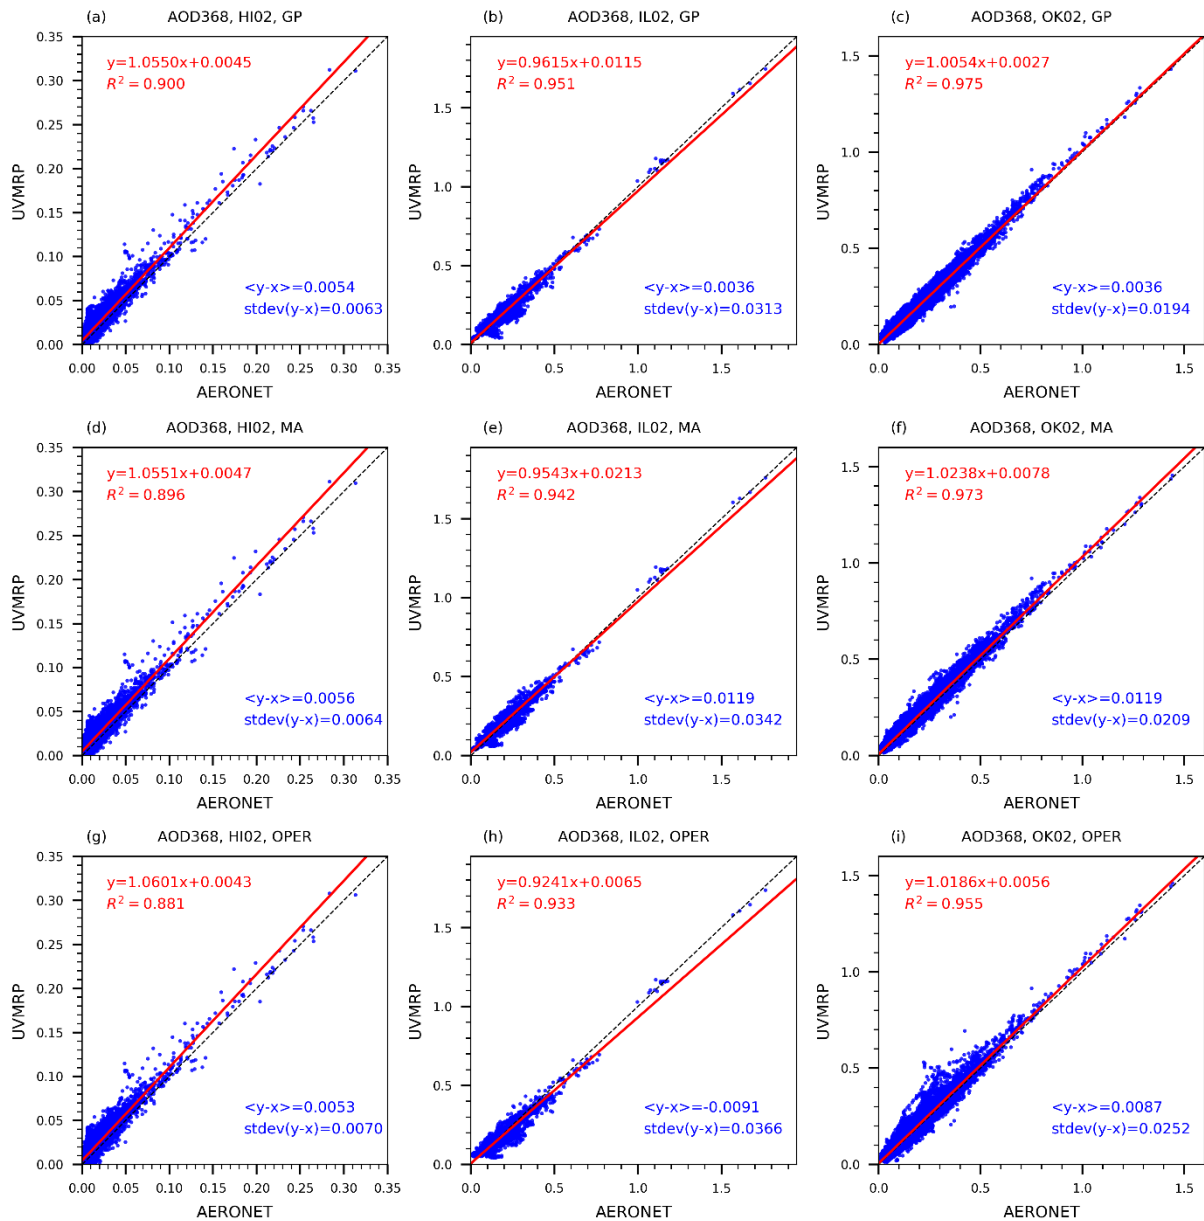 (a) AOD368, HI02, GP
0.35
0.30
0.25
0.20
0.15
0.10
0.05
0.00
UVMRP
y=1.0550x+0.0045
R² = 0.900
<y-x>=0.0054
stdev(y-x)=0.0063
0.00 0.05 0.10 0.15 0.20 0.25 0.30 0.35
AERONET
(b) AOD368, IL02, GP
1.5
1.0
0.5
0.0
UVMRP
y=0.9615x+0.0115
R² = 0.951
<y-x>=0.0036
stdev(y-x)=0.0313
0.0 0.5 1.0 1.5
AERONET
(c) AOD368, OK02, GP
1.5
1.0
0.5
0.0
UVMRP
y=1.0054x+0.0027
R² = 0.975
<y-x>=0.0036
stdev(y-x)=0.0194
0.0 0.5 1.0 1.5
AERONET
(d) AOD368, HI02, MA
0.35
0.30
0.25
0.20
0.15
0.10
0.05
0.00
UVMRP
y=1.0551x+0.0047
R² = 0.896
<y-x>=0.0056
stdev(y-x)=0.0064
0.00 0.05 0.10 0.15 0.20 0.25 0.30 0.35
AERONET
(e) AOD368, IL02, MA
1.5
1.0
0.5
0.0
UVMRP
y=0.9543x+0.0213
R² = 0.942
<y-x>=0.0119
stdev(y-x)=0.0342
0.0 0.5 1.0 1.5
AERONET
(f) AOD368, OK02, MA
1.5
1.0
0.5
0.0
UVMRP
y=1.0238x+0.0078
R² = 0.973
<y-x>=0.0119
stdev(y-x)=0.0209
0.0 0.5 1.0 1.5
AERONET
(g) AOD368, HI02, OPER
0.35
0.30
0.25
0.20
0.15
0.10
0.05
0.00
UVMRP
y=1.0601x+0.0043
R² = 0.881
<y-x>=0.0053
stdev(y-x)=0.0070
0.00 0.05 0.10 0.15 0.20 0.25 0.30 0.35
AERONET
(h) AOD368, IL02, OPER
1.5
1.0
0.5
0.0
UVMRP
y=0.9241x+0.0065
R² = 0.933
<y-x>=-0.0091
stdev(y-x)=0.0366
0.0 0.5 1.0 1.5
AERONET
(i) AOD368, OK02, OPER
1.5
1.0
0.5
0.0
UVMRP
y=1.0186x+0.0056
R² = 0.955
<y-x>=0.0087
stdev(y-x)=0.0252
0.0 0.5 1.0 1.5
AERONET